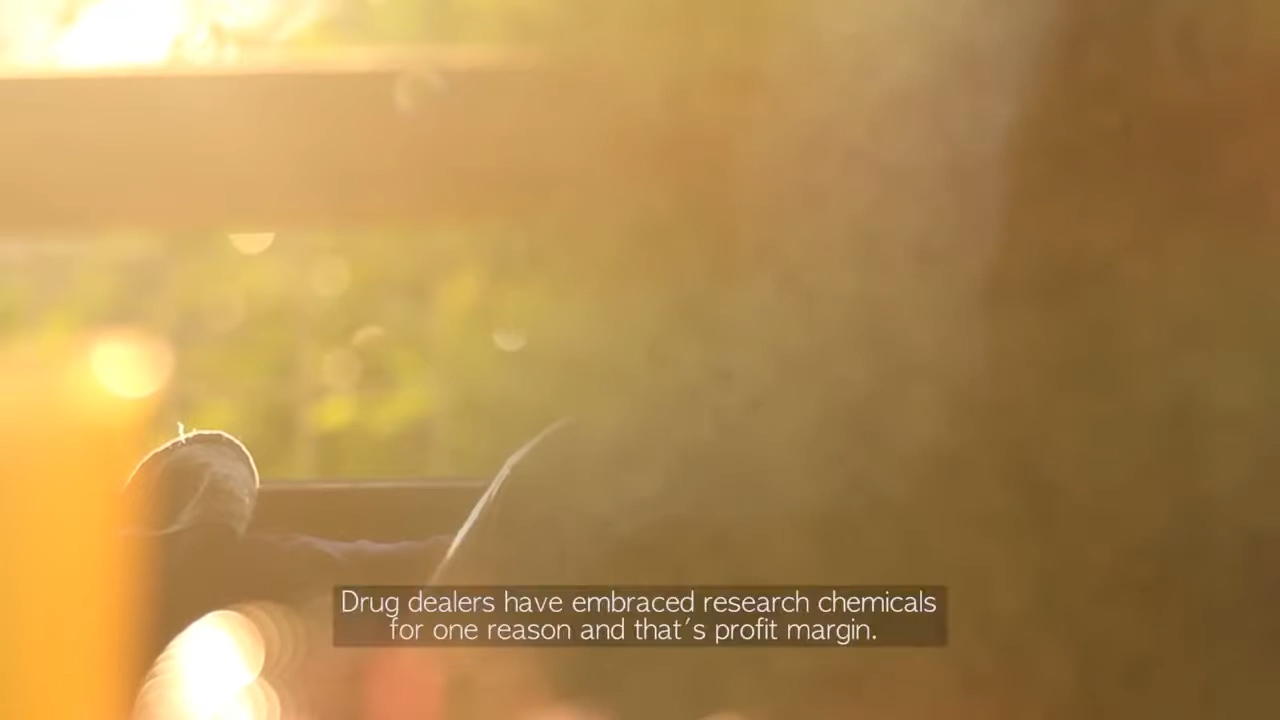 Drug dealers have embraced research chemicals
for one reason and that's profit margin.